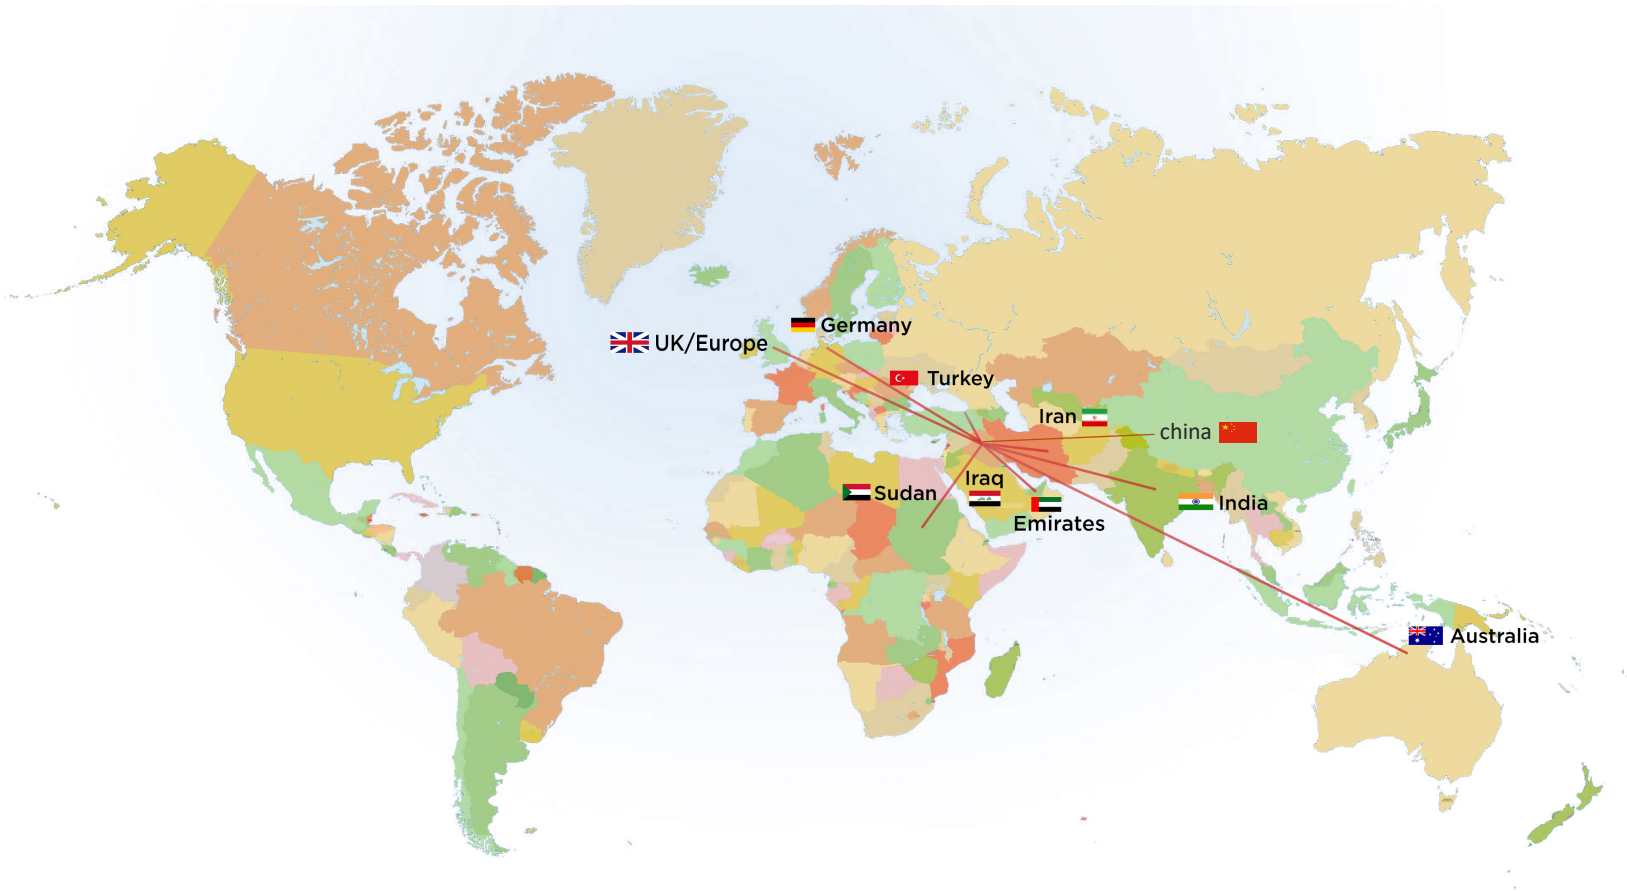 Germany
UK/Europe
Turkey
Iran
china
Iraq
Sudan
India
Emirates
Australia